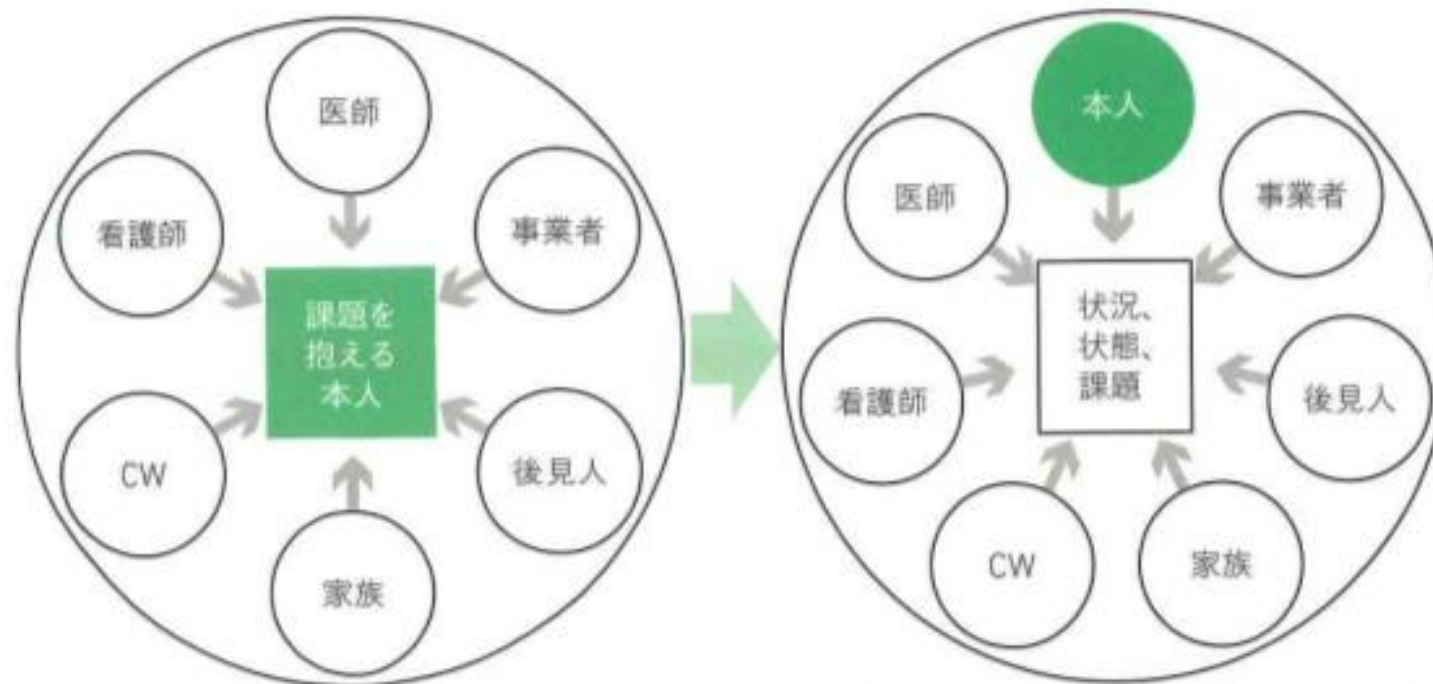 医師
看護師
事業者
課題を
抱える
本人
CW
後見人
家族
本人
医師
事業者
状況、
状態、
課題
看護師
後見人
CW
家族